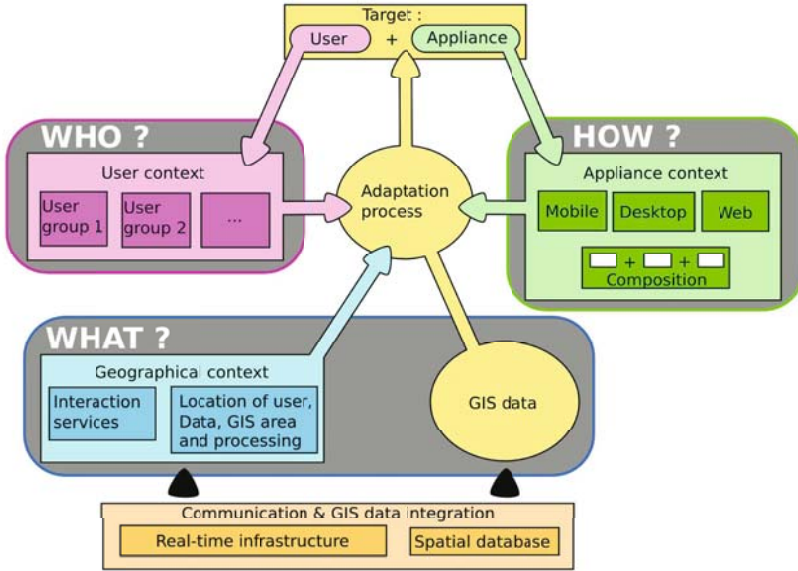 Target :
User + Appliance
WHO ?
User context
User
group 1
User
group 2
...
Adaptation
process
HOW ?
Appliance context
Mobile
Desktop
Web
+ +
Composition
WHAT ?
Geographical context
Interaction
services
Location of user,
Data, GIS area
and processing
GIS data
Communication & GIS data integration
Real-time infrastructure
Spatial database